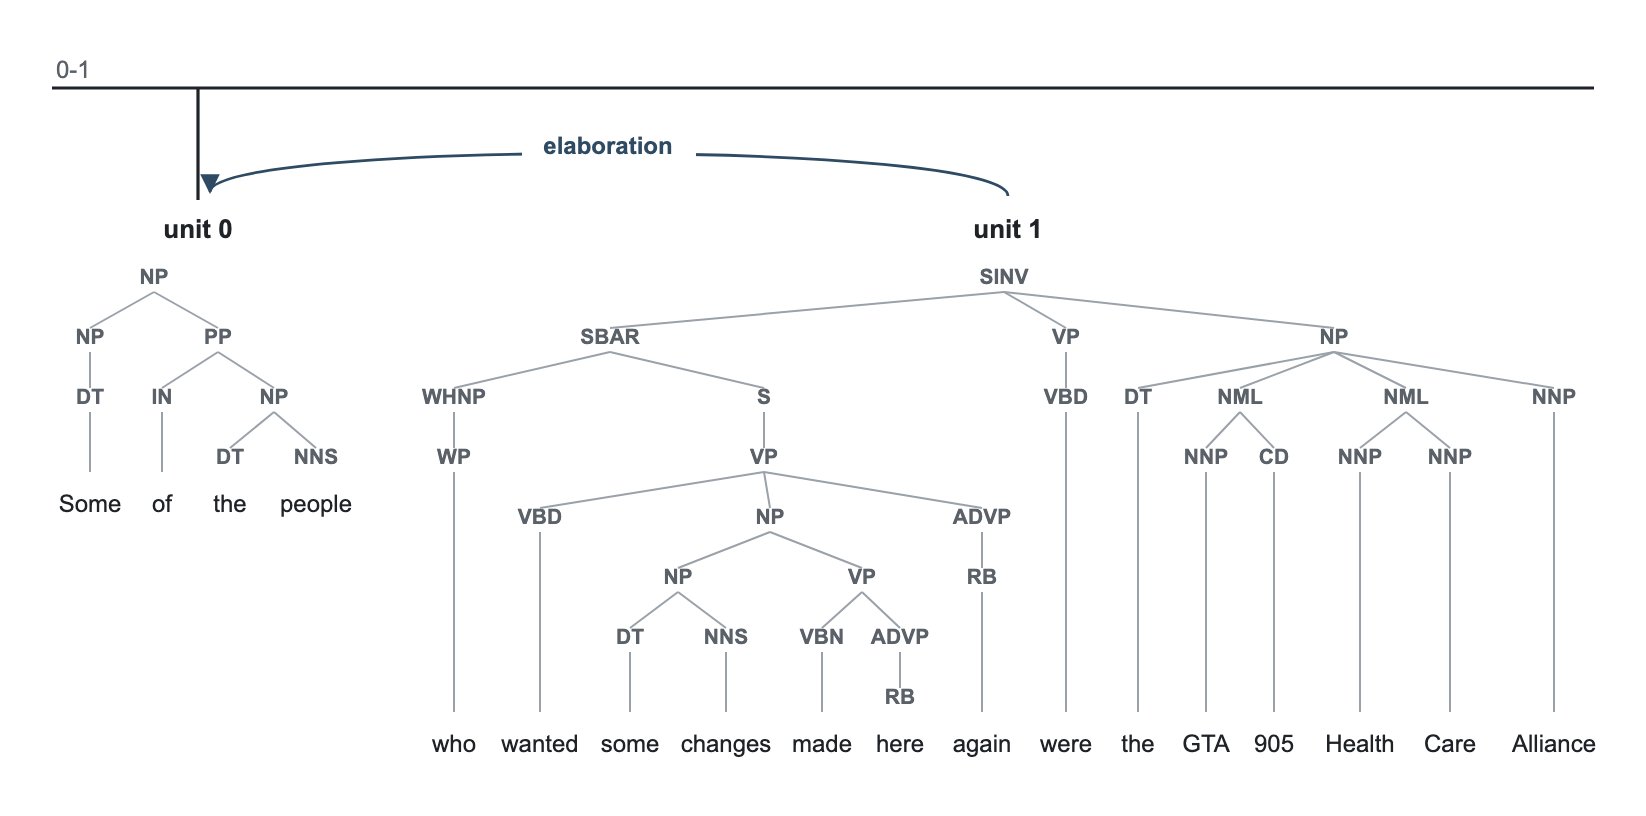 0-1
elaboration
unit 0 unit 1
NP SINV
NP PP SBAR VP NP
DT IN NP WHNP S VBD DT NML NML NNP
DT NNS WP VP NNP CD NNP NNP
Some of the people VBD NP ADVP
NP VP RB
DT NNS VBN ADVP
RB
who wanted some changes made here again were the GTA 905 Health Care Alliance